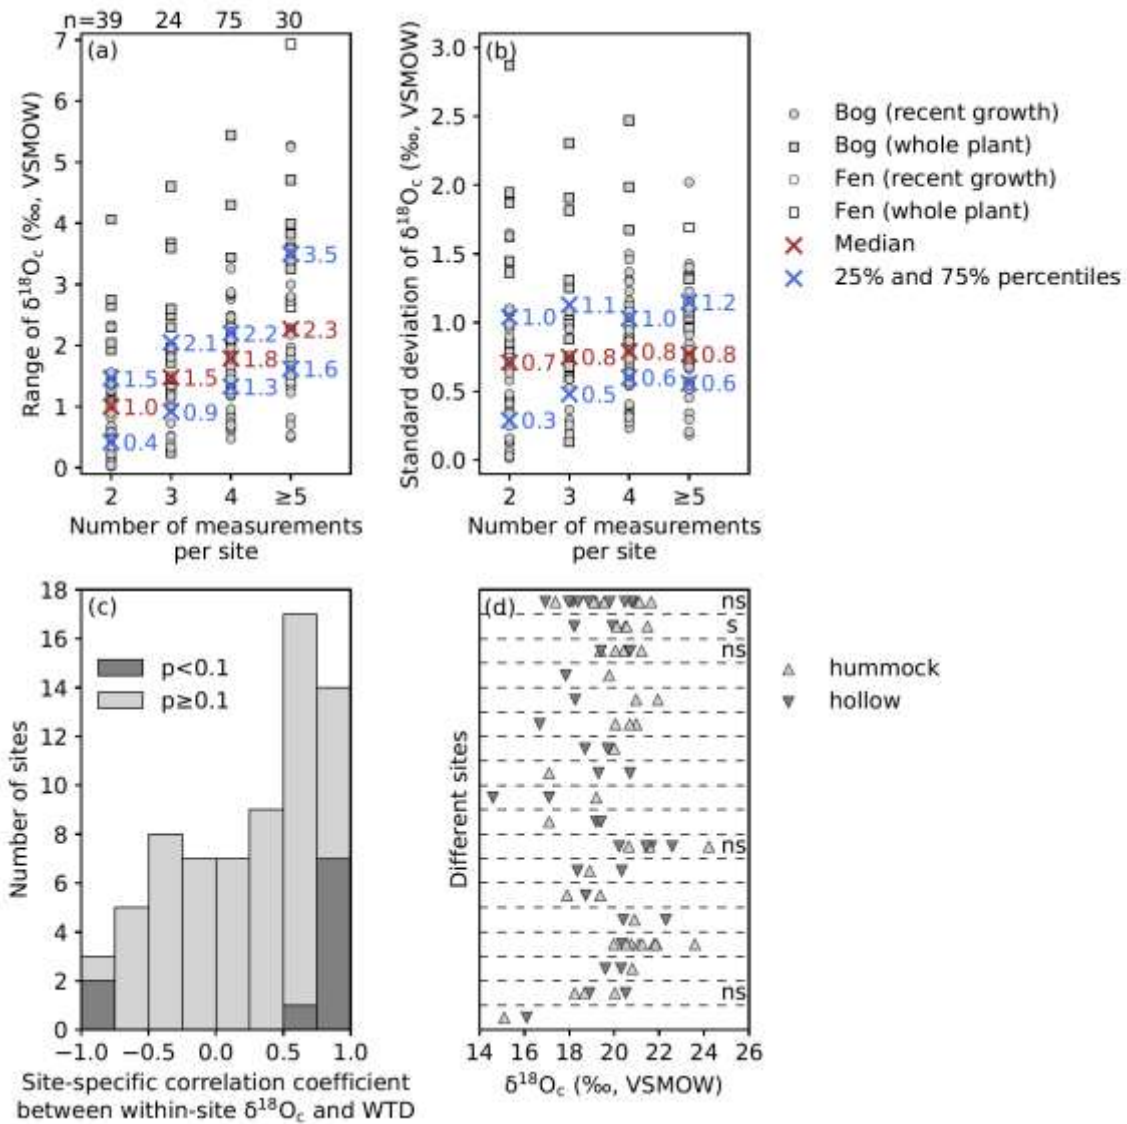 n=39 24 75 30
(a)
7
6
5
4
3
2
1
0
Range of δ¹⁸O_c (‰, VSMOW)
3.5
2.1
2.2
2.3
1.5
1.5
1.8
1.6
1.0
0.9
1.3
0.4
2 3 4 ≥5
Number of measurements
per site
(b)
3.0
2.5
2.0
1.5
1.0
0.5
0.0
Standard deviation of δ¹⁸O_c (‰, VSMOW)
1.0
1.1
1.0
1.2
0.7
0.8
0.8
0.8
0.3
0.5
0.6
0.6
2 3 4 ≥5
Number of measurements
per site
Bog (recent growth)
Bog (whole plant)
Fen (recent growth)
Fen (whole plant)
Median
25% and 75% percentiles
(c)
18
16
14
12
10
8
6
4
2
0
Number of sites
p<0.1
p≥0.1
−1.0 −0.5 0.0 0.5 1.0
Site-specific correlation coefficient
between within-site δ¹⁸O_c and WTD
(d)
Different sites
ns
s
ns
ns
ns
14 16 18 20 22 24 26
δ¹⁸O_c (‰, VSMOW)
hummock
hollow